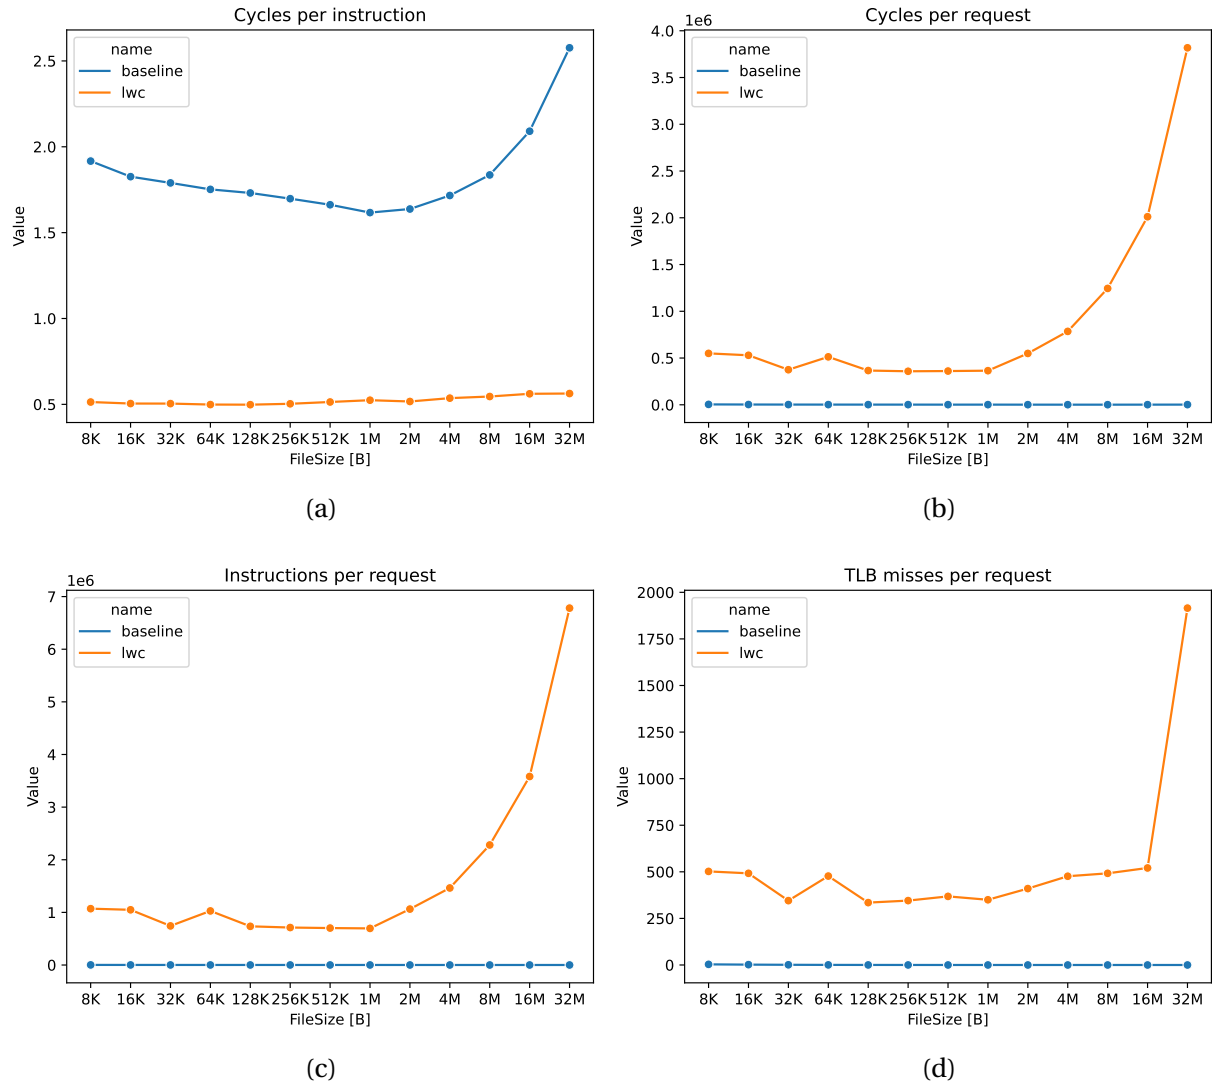 Cycles per instruction
name
baseline
lwc
2.5
2.0
1.5
1.0
0.5
Value
8K 16K 32K 64K 128K 256K 512K 1M 2M 4M 8M 16M 32M
FileSize [B]
(a)
Cycles per request
1e6
name
baseline
lwc
4.0
3.5
3.0
2.5
2.0
1.5
1.0
0.5
0.0
Value
8K 16K 32K 64K 128K 256K 512K 1M 2M 4M 8M 16M 32M
FileSize [B]
(b)
Instructions per request
1e6
name
baseline
lwc
7
6
5
4
3
2
1
0
Value
8K 16K 32K 64K 128K 256K 512K 1M 2M 4M 8M 16M 32M
FileSize [B]
(c)
TLB misses per request
name
baseline
lwc
2000
1750
1500
1250
1000
750
500
250
0
Value
8K 16K 32K 64K 128K 256K 512K 1M 2M 4M 8M 16M 32M
FileSize [B]
(d)